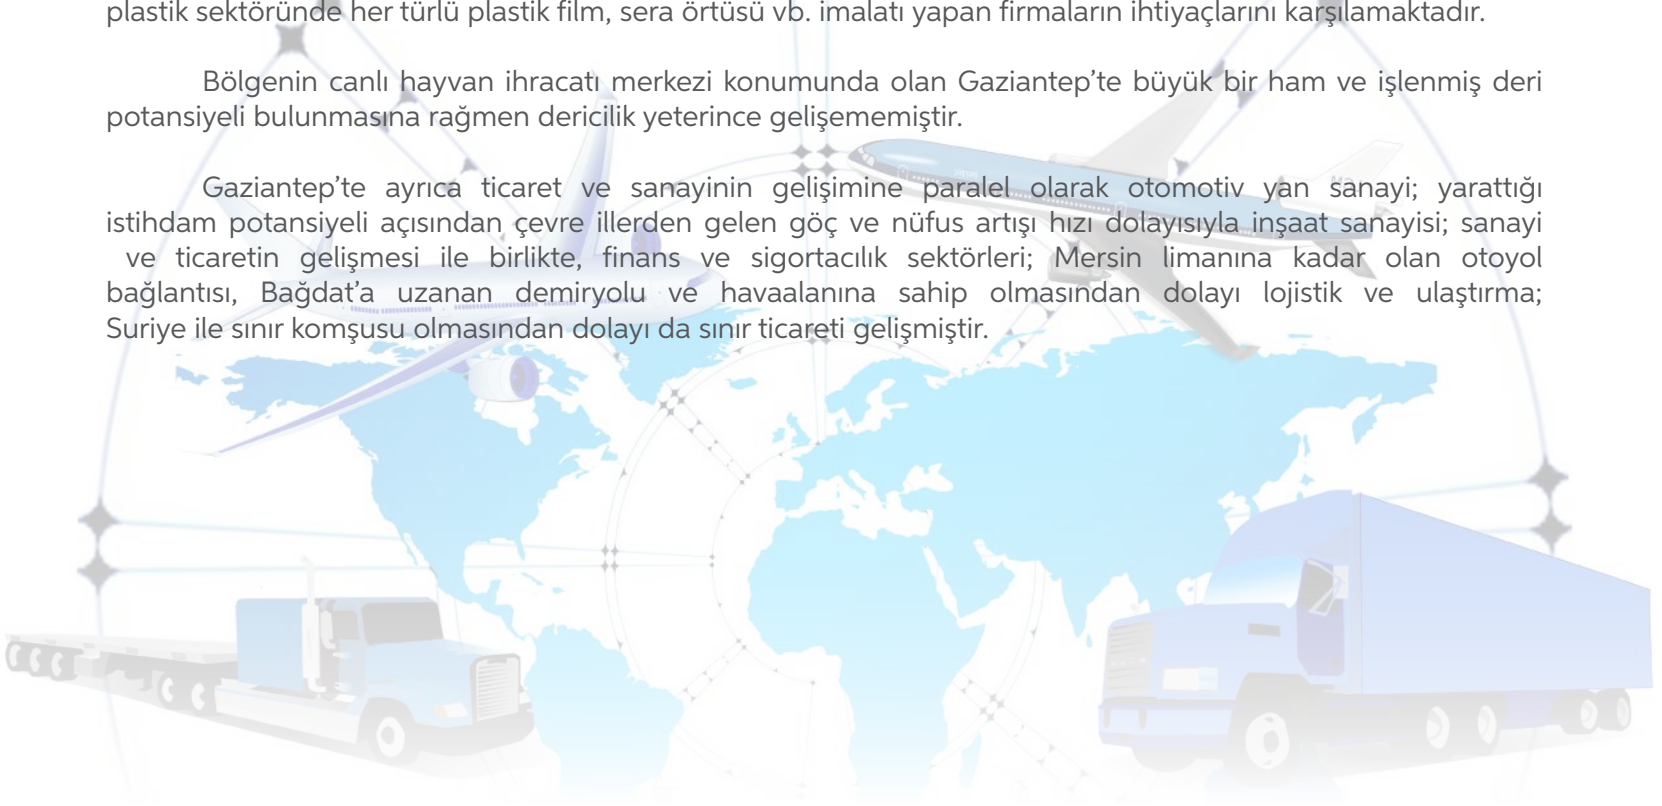 plastik sektöründe her türlü plastik film, sera örtüsü vb. imalatı yapan firmaların ihtiyaçlarını karşılamaktadır.
Bölgenin canlı hayvan ihracatı merkezi konumunda olan Gaziantep’te büyük bir ham ve işlenmiş deri
potansiyeli bulunmasına rağmen dericilik yeterince gelişememiştir.
Gaziantep’te ayrıca ticaret ve sanayinin gelişimine paralel olarak otomotiv yan sanayi; yarattığı
istihdam potansiyeli açısından çevre illerden gelen göç ve nüfus artışı hızı dolayısıyla inşaat sanayisi; sanayi
ve ticaretin gelişmesi ile birlikte, finans ve sigortacılık sektörleri; Mersin limanına kadar olan otoyol
bağlantısı, Bağdat’a uzanan demiryolu ve havaalanına sahip olmasından dolayı lojistik ve ulaştırma;
Suriye ile sınır komşusu olmasından dolayı da sınır ticareti gelişmiştir.